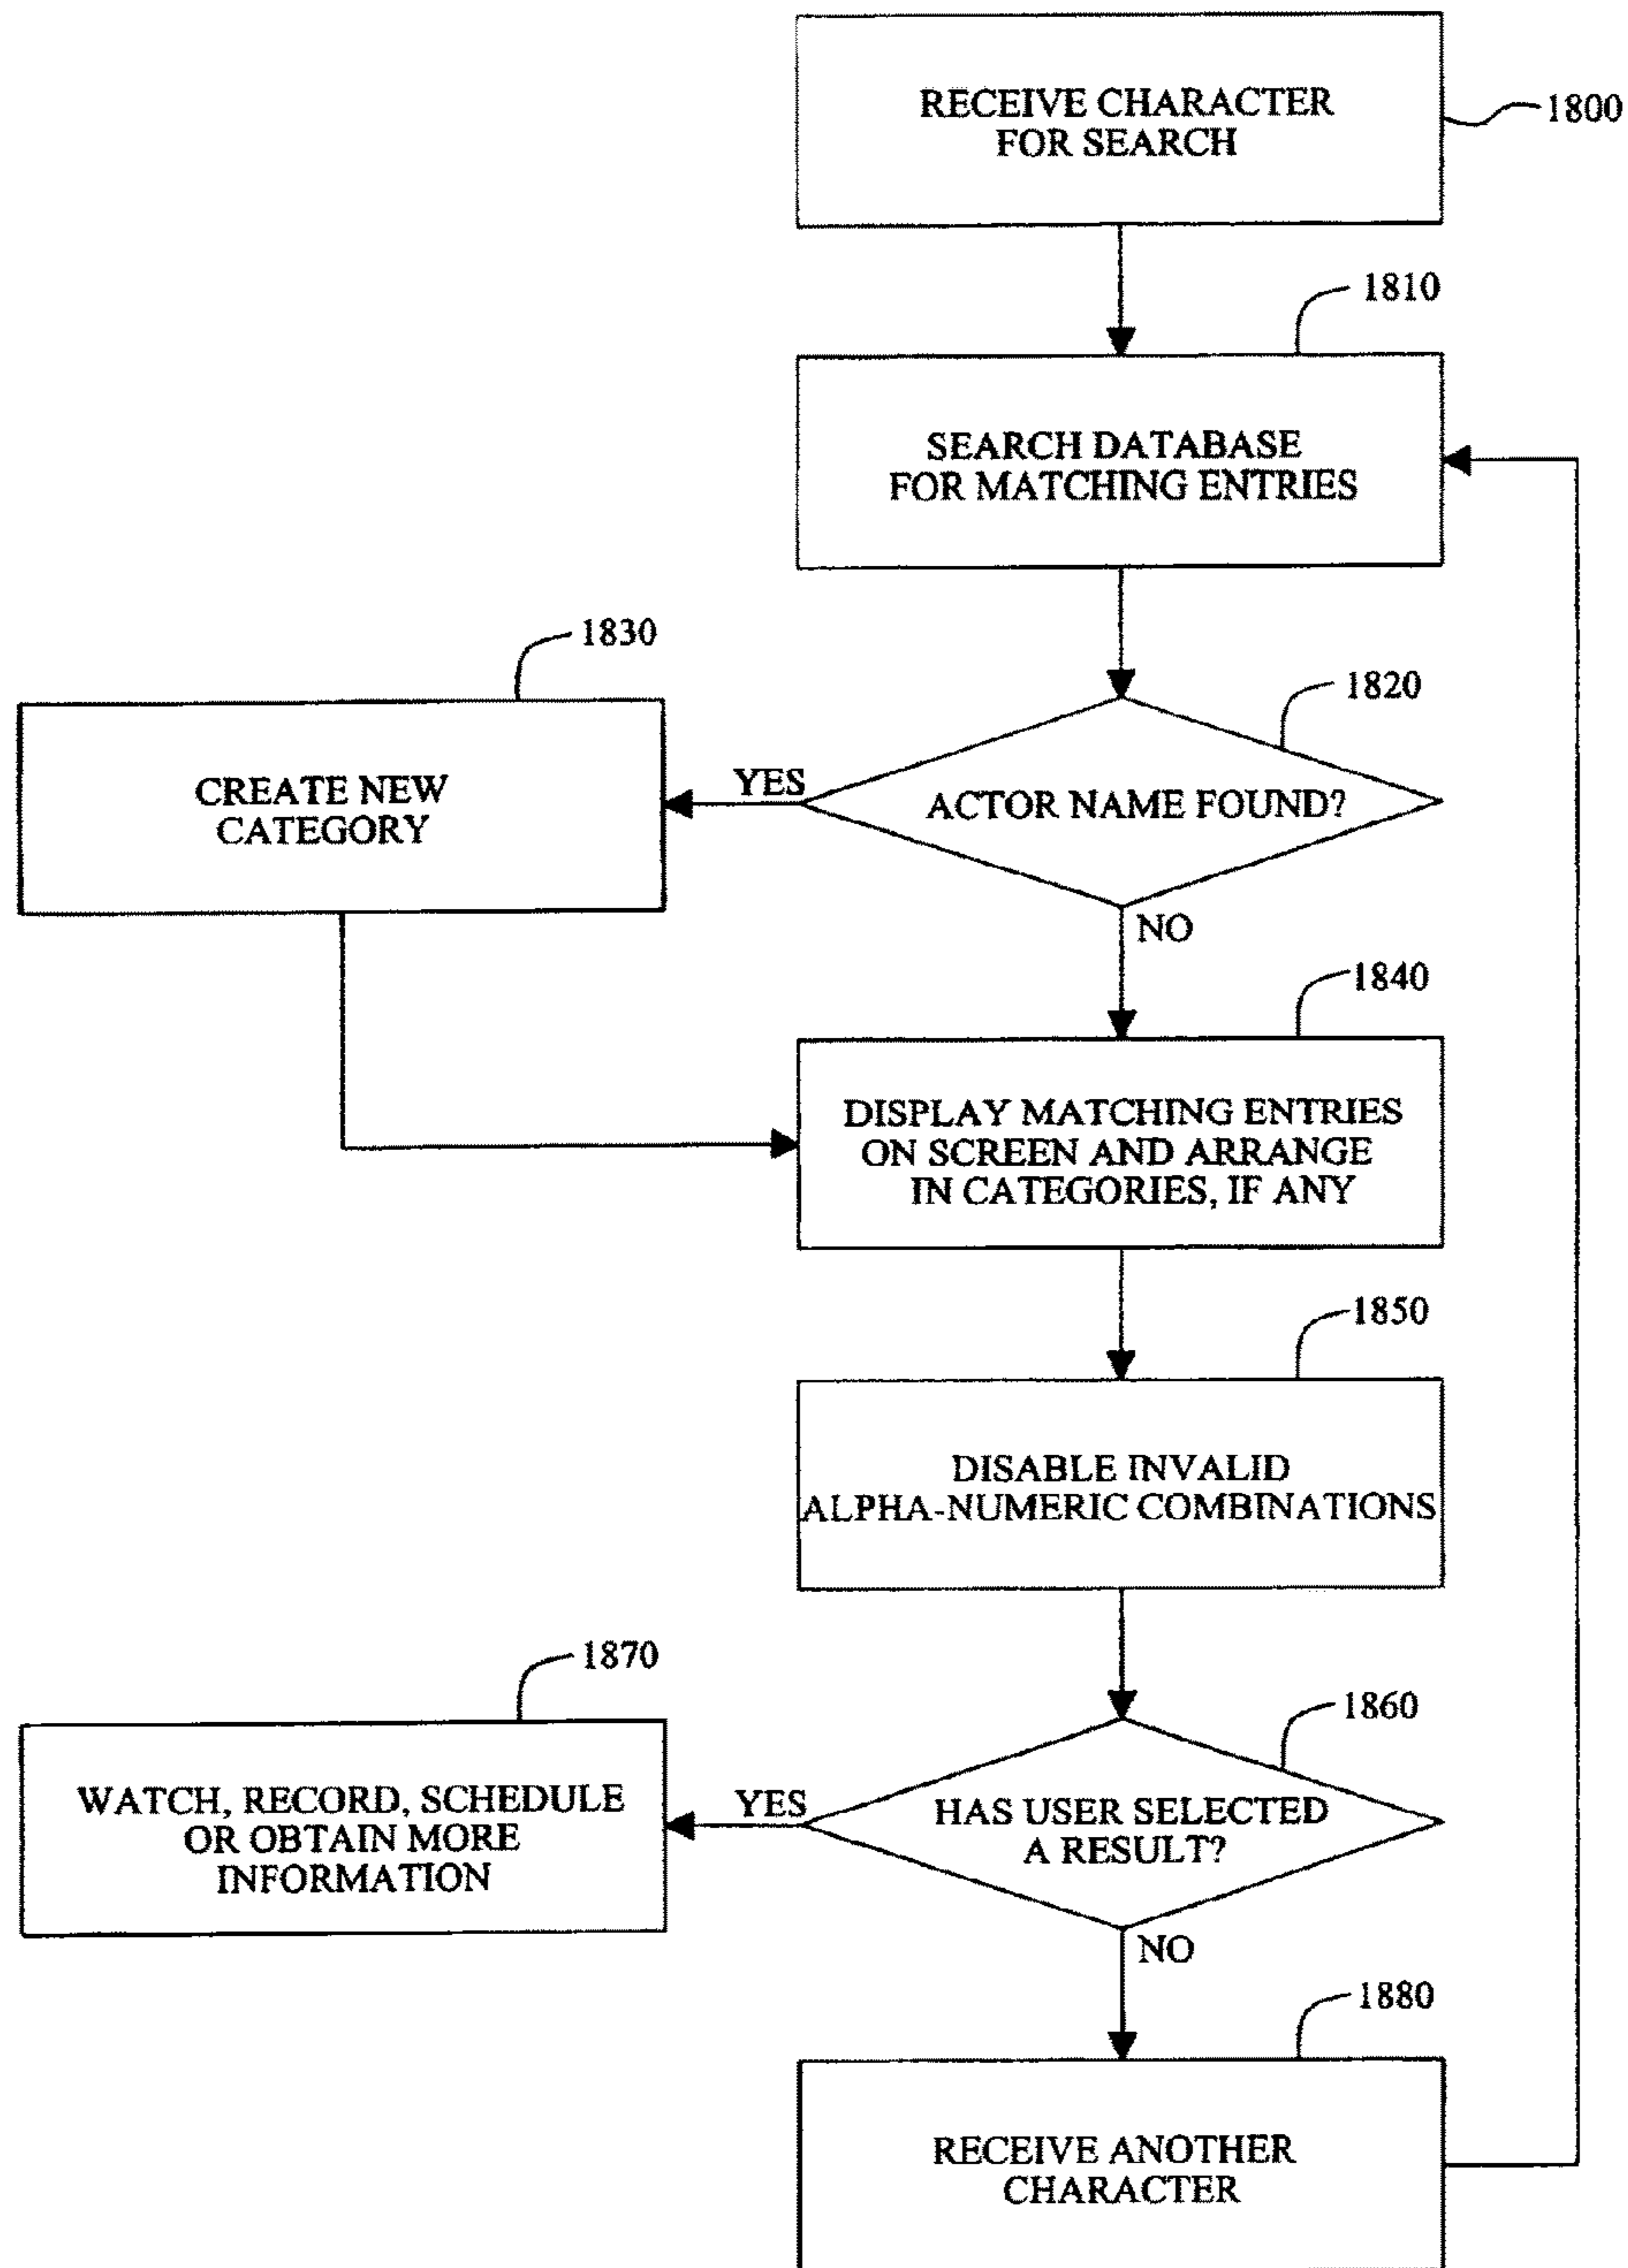 RECEIVE CHARACTER
FOR SEARCH
1800
1810
SEARCH DATABASE
FOR MATCHING ENTRIES
1830
1820
CREATE NEW
CATEGORY
YES
ACTOR NAME FOUND?
NO
1840
DISPLAY MATCHING ENTRIES
ON SCREEN AND ARRANGE
IN CATEGORIES, IF ANY
1850
DISABLE INVALID
ALPHA-NUMERIC COMBINATIONS
1870
1860
WATCH, RECORD, SCHEDULE
OR OBTAIN MORE
INFORMATION
YES
HAS USER SELECTED
A RESULT?
NO
1880
RECEIVE ANOTHER
CHARACTER